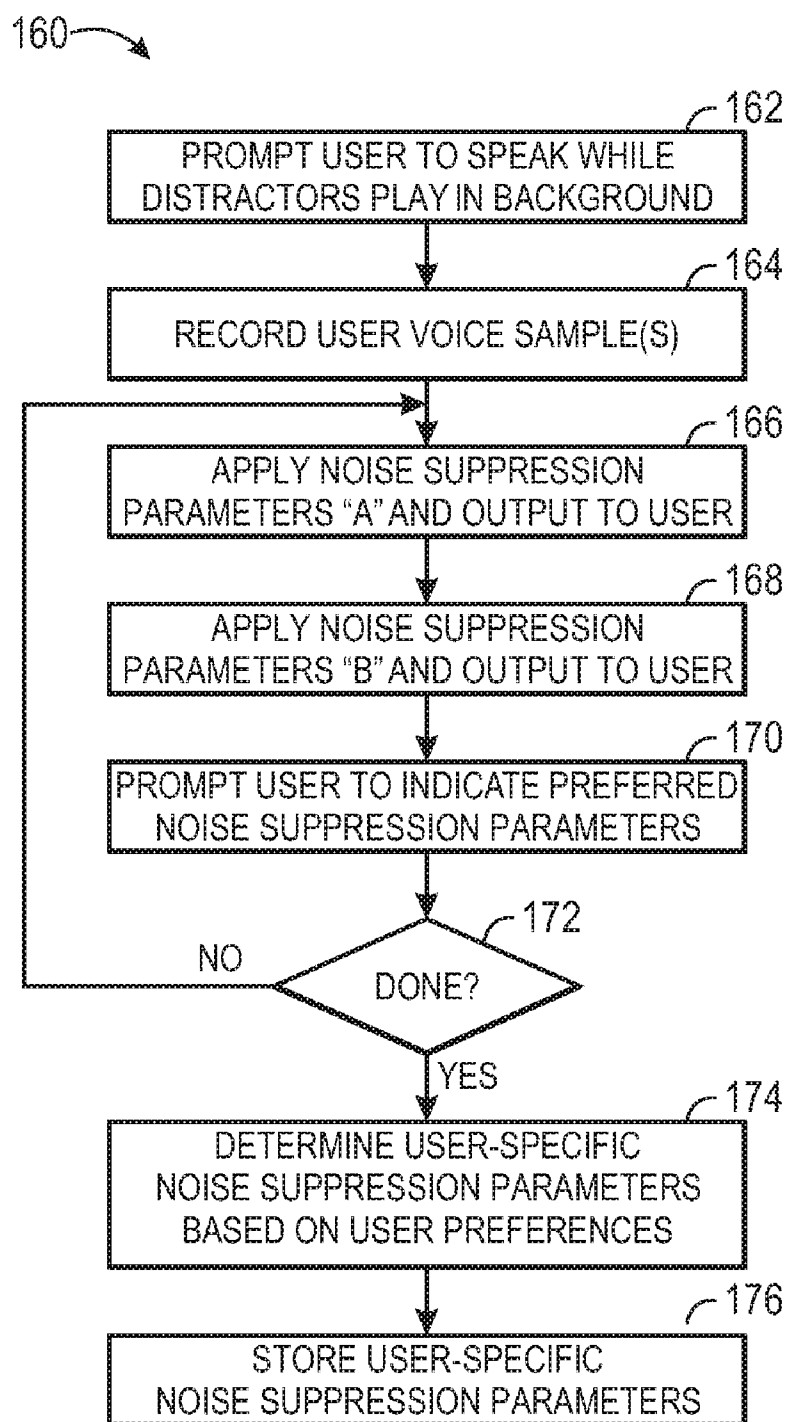 160
162
PROMPT USER TO SPEAK WHILE
DISTRACTORS PLAY IN BACKGROUND
164
RECORD USER VOICE SAMPLE(S)
166
APPLY NOISE SUPPRESSION
PARAMETERS “A” AND OUTPUT TO USER
168
APPLY NOISE SUPPRESSION
PARAMETERS “B” AND OUTPUT TO USER
170
PROMPT USER TO INDICATE PREFERRED
NOISE SUPPRESSION PARAMETERS
172
NO
DONE?
YES
174
DETERMINE USER-SPECIFIC
NOISE SUPPRESSION PARAMETERS
BASED ON USER PREFERENCES
176
STORE USER-SPECIFIC
NOISE SUPPRESSION PARAMETERS